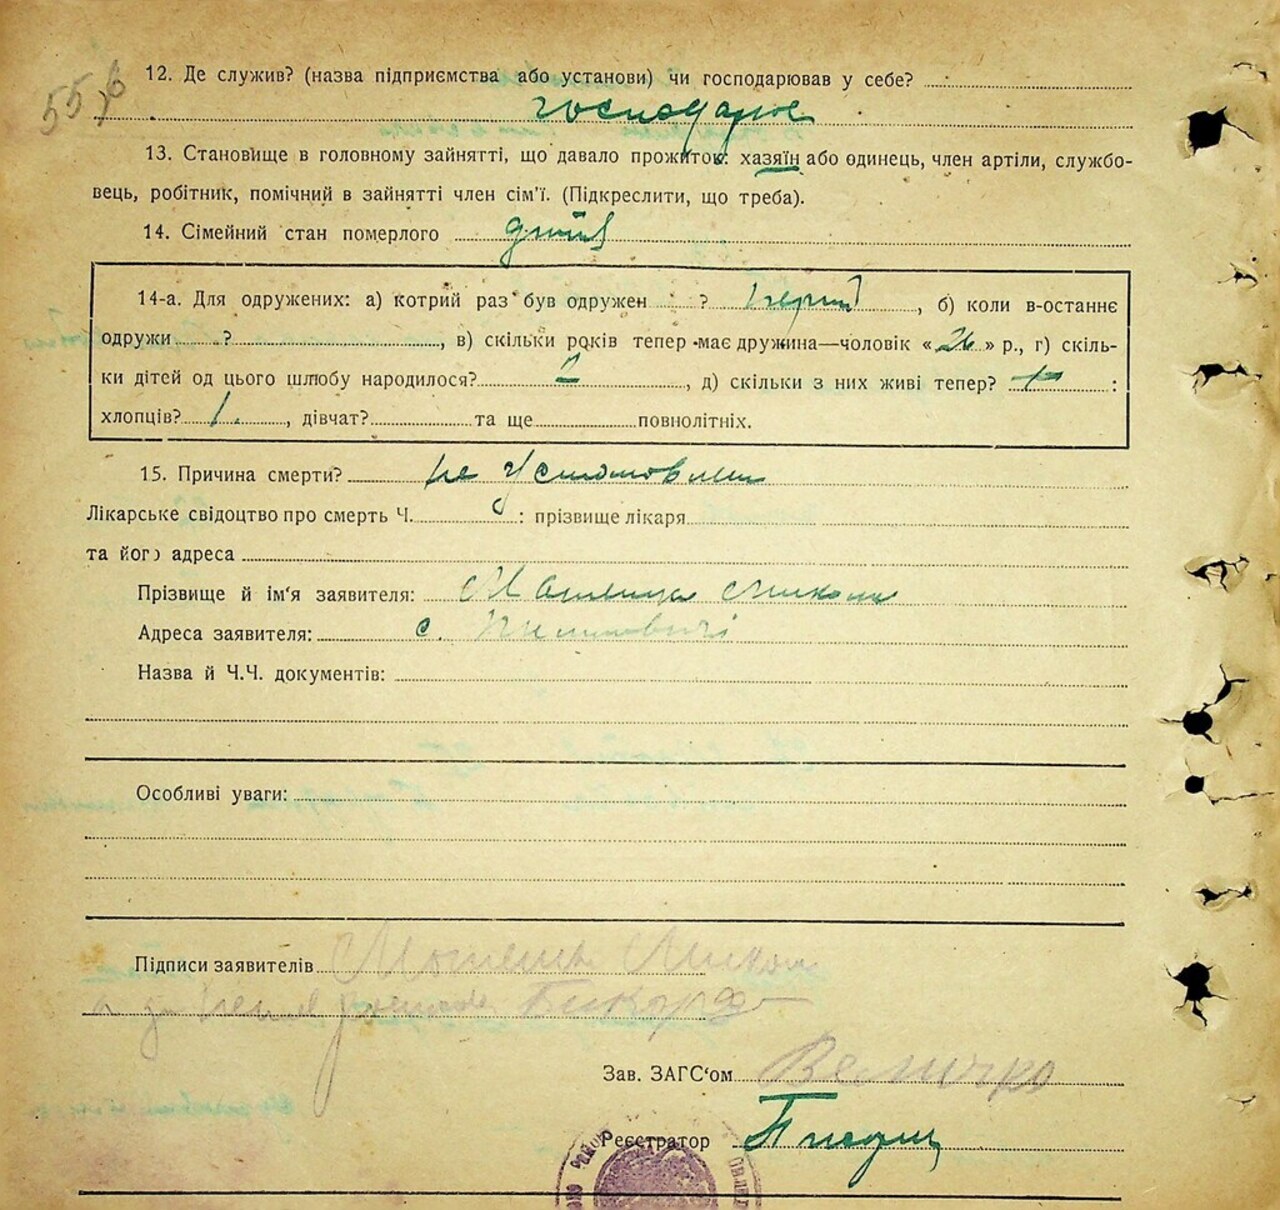 55б
12. Де служив? (назва підприємства або установи) чи господарював у себе?
господарює
13. Становище в головному зайнятті, що давало прожиток: хазяїн або одинець, член артіли, службо-
вець, робітник, помічний в зайнятті член сім'ї. (Підкреслити, що треба).
14. Сімейний стан померлого
14-а. Для одружених: а) котрий раз був одружен ? Перший, б) коли в-останнє
одружи ?, в) скільки років тепер має дружина—чоловік « 26 » р., г) скіль-
ки дітей од цього шлюбу народилося? 2, д) скільки з них живі тепер? :
хлопців? 1., дівчат? та ще повнолітніх.
15. Причина смерти? не
Лікарське свідоцтво про смерть Ч. : прізвище лікаря
та його адреса
Прізвище й ім'я заявителя: Микола
Адреса заявителя: с.
Назва й Ч.Ч. документів:
Особливі уваги:
Підписи заявителів Микола
Зав. ЗАГС'ом Величко
Реєстратор